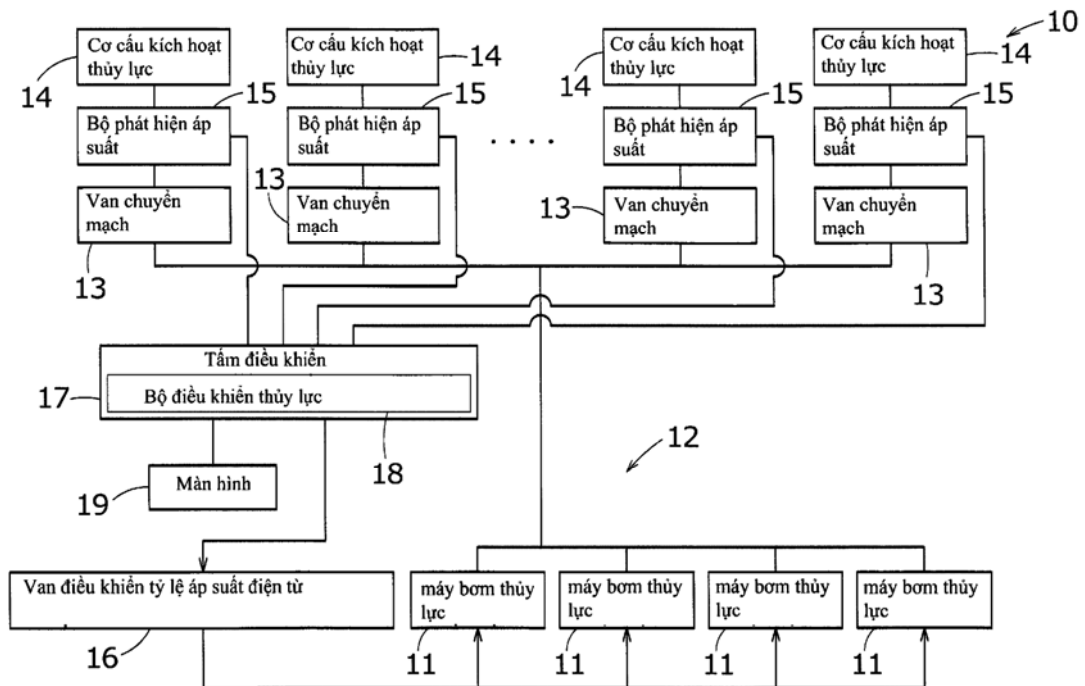 10
Cơ cấu kích hoạt
thủy lực
14
Cơ cấu kích hoạt
thủy lực
14
Cơ cấu kích hoạt
thủy lực
14
Cơ cấu kích hoạt
thủy lực
14
15
Bộ phát hiện áp
suất
15
Bộ phát hiện áp
suất
. . . .
15
Bộ phát hiện áp
suất
15
Bộ phát hiện áp
suất
Van chuyển
mạch
13
13
Van chuyển
mạch
13
Van chuyển
mạch
Van chuyển
mạch
13
Tấm điều khiển
17
Bộ điều khiển thủy lực
18
12
19
Màn hình
Van điều khiển tỷ lệ áp suất điện từ
16
máy bơm thủy
lực
11
máy bơm thủy
lực
11
máy bơm thủy
lực
11
máy bơm thủy
lực
11